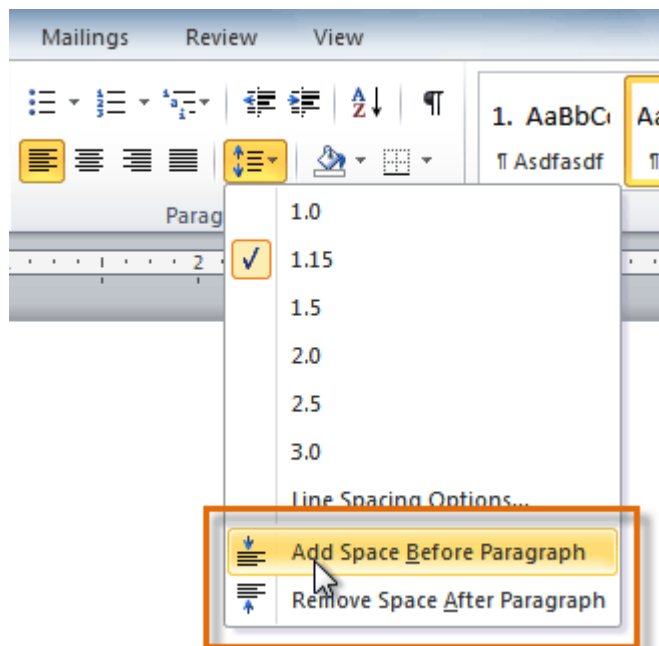 Mailings Review View
1. AaBbC
Aa
¶ Asdfasdf ¶
Parag
2
1.0
1.15
1.5
2.0
2.5
3.0
Line Spacing Options...
Add Space Before Paragraph
Remove Space After Paragraph